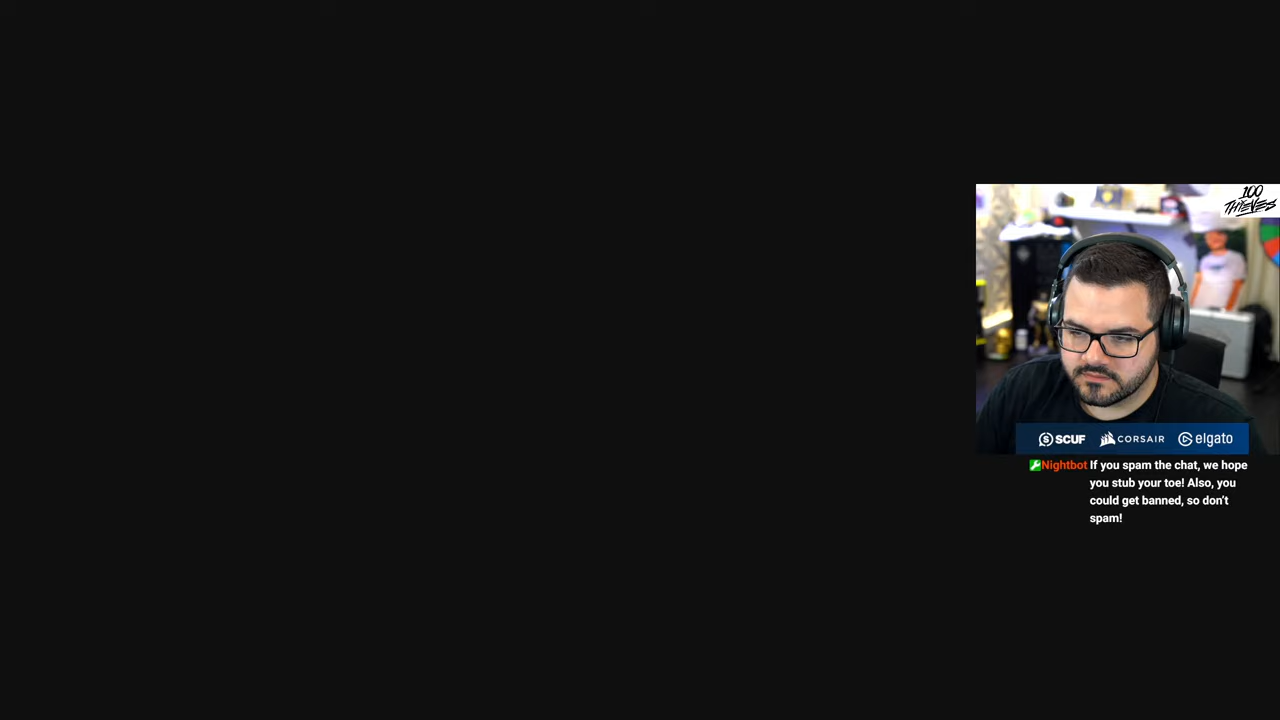 100
THIEVES
SCUF CORSAIR elgato
Nightbot If you spam the chat, we hope
you stub your toe! Also, you
could get banned, so don't
spam!